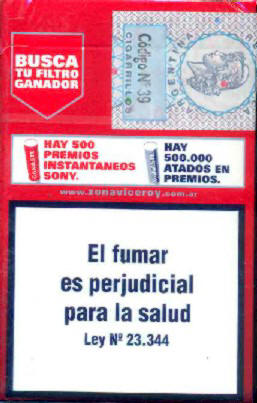 BUSCA
TU FILTRO
GANADOR
Código Nº 39
CIGARRILLOS
ARGENTINA
HAY 500
PREMIOS
INSTANTANEOS
SONY.
HAY
500.000
ATADOS EN
PREMIOS.
www.zonaviceroy.com.ar
El fumar
es perjudicial
para la salud
Ley Nº 23.344